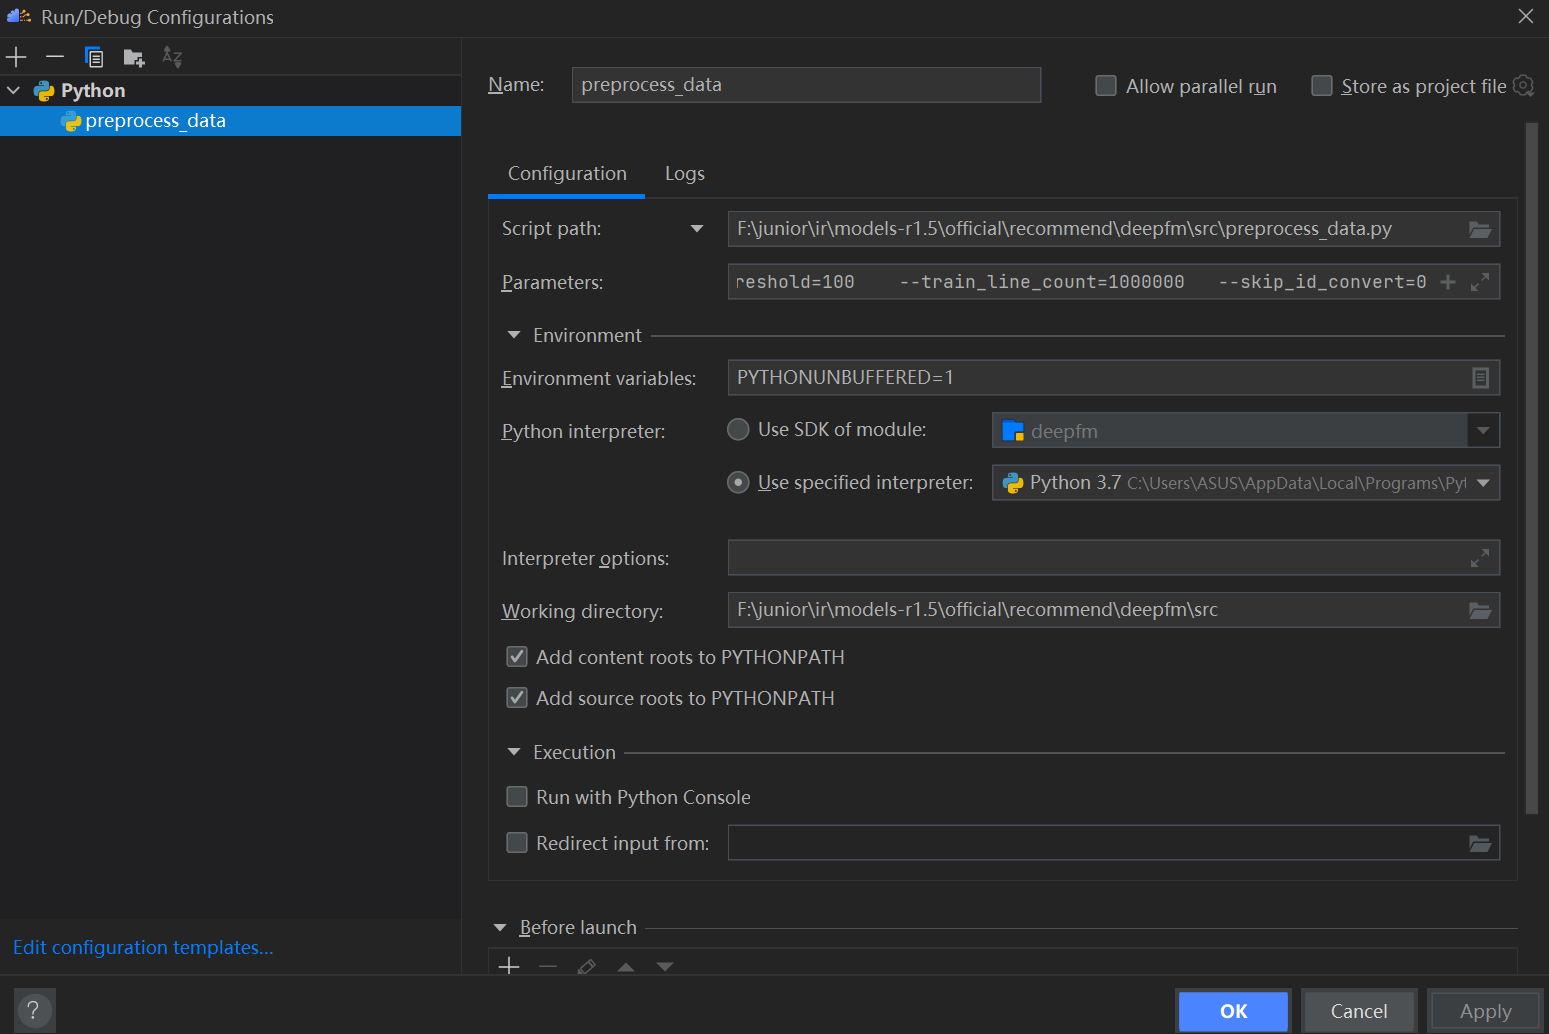 Run/Debug Configurations
Python
preprocess_data
Name: preprocess_data Allow parallel run Store as project file
Configuration Logs
Script path: F:\junior\ir\models-r1.5\official\recommend\deepfm\src\preprocess_data.py
Parameters: reshold=100 --train_line_count=1000000 --skip_id_convert=0
Environment
Environment variables: PYTHONUNBUFFERED=1
Python interpreter: Use SDK of module: deepfm
Use specified interpreter: Python 3.7 C:\Users\ASUS\AppData\Local\Programs\Pyt
Interpreter options:
Working directory: F:\junior\ir\models-r1.5\official\recommend\deepfm\src
Add content roots to PYTHONPATH
Add source roots to PYTHONPATH
Execution
Run with Python Console
Redirect input from:
Before launch
Edit configuration templates...
? OK Cancel Apply